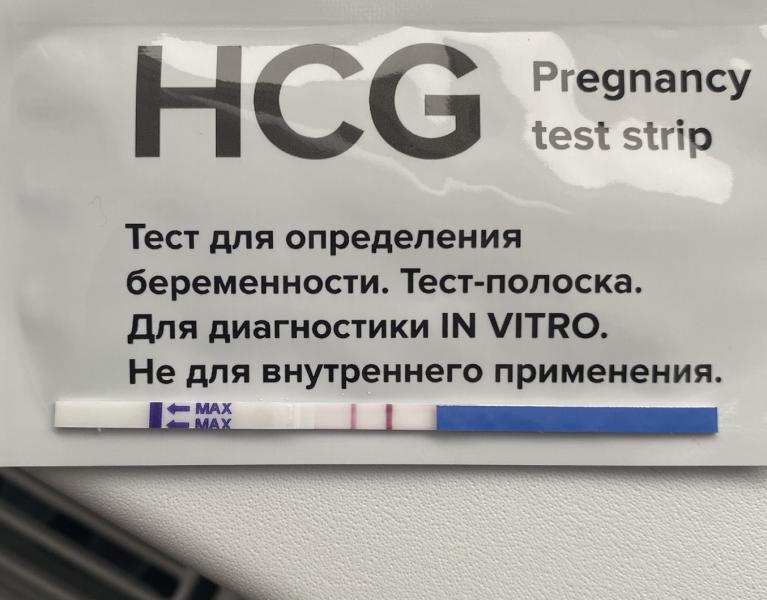 HCG
Pregnancy
test strip
Тест для определения
беременности. Тест-полоска.
Для диагностики IN VITRO.
Не для внутреннего применения.
MAX
MAX